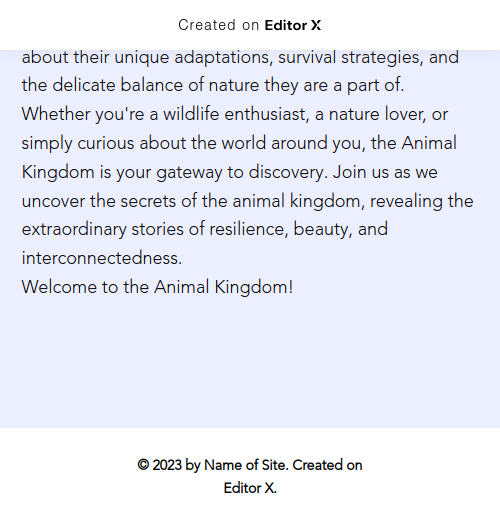 Created on Editor X
about their unique adaptations, survival strategies, and
the delicate balance of nature they are a part of.
Whether you're a wildlife enthusiast, a nature lover, or
simply curious about the world around you, the Animal
Kingdom is your gateway to discovery. Join us as we
uncover the secrets of the animal kingdom, revealing the
extraordinary stories of resilience, beauty, and
interconnectedness.
Welcome to the Animal Kingdom!
© 2023 by Name of Site. Created on
Editor X.